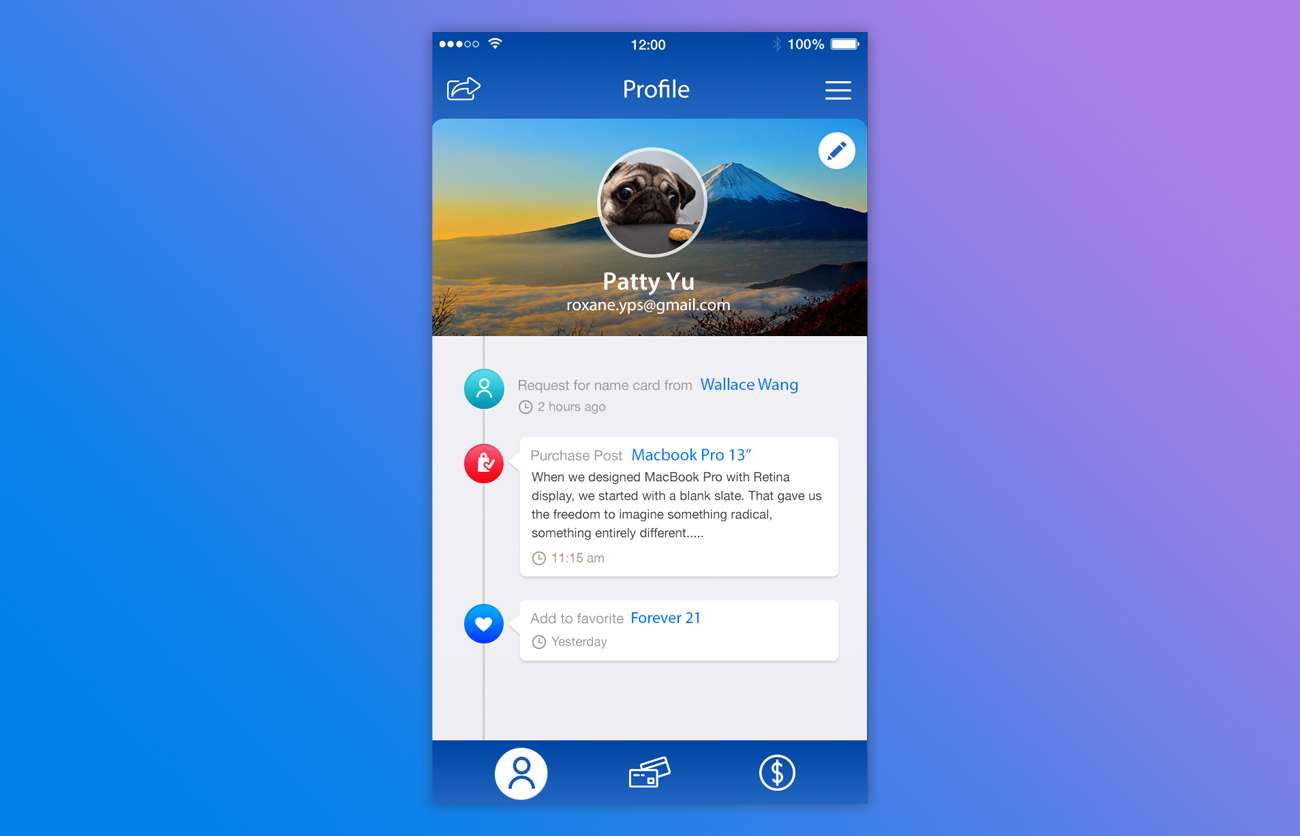 12:00
100%
Profile
Patty Yu
roxane.yps@gmail.com
Request for name card from Wallace Wang
2 hours ago
Purchase Post Macbook Pro 13”
When we designed MacBook Pro with Retina
display, we started with a blank slate. That gave us
the freedom to imagine something radical,
something entirely different.....
11:15 am
Add to favorite Forever 21
Yesterday